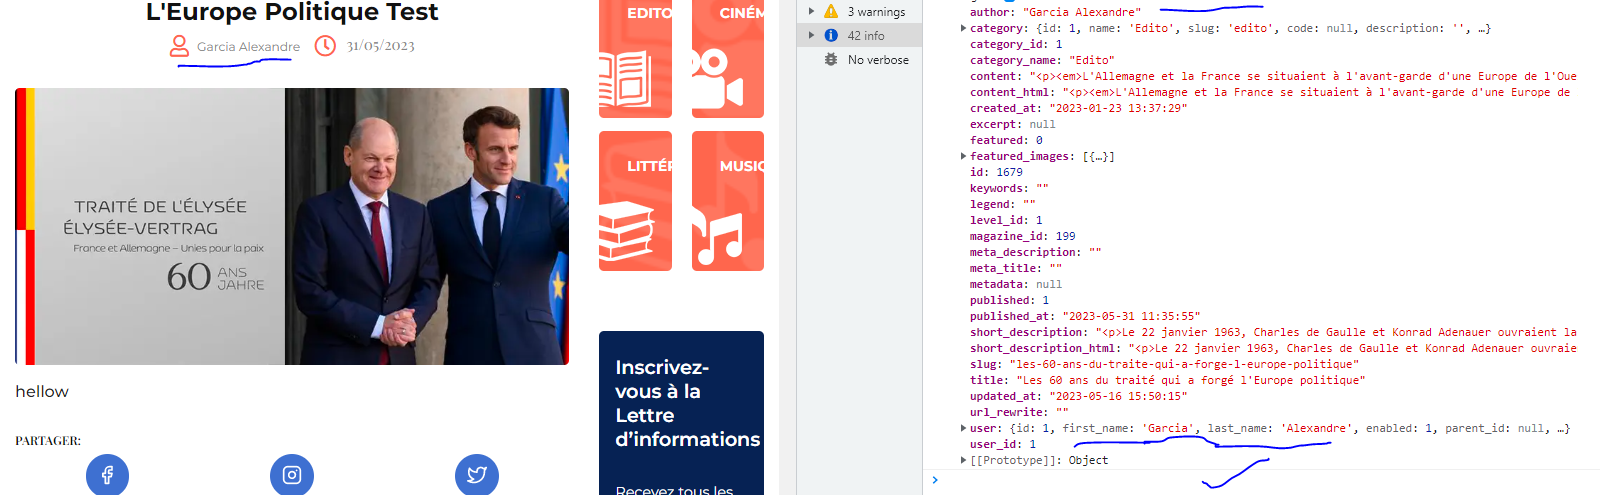 L'Europe Politique Test
Garcia Alexandre 31/05/2023
TRAITÉ DE L'ÉLYSÉE
ÉLYSÉE-VERTRAG
France et Allemagne – Unies pour la paix
60 ANS
JAHRE
hellow
PARTAGER:
EDITO
CINÉM
LITTÉR
MUSIC
Inscrivez-
vous à la
Lettre
d'informations
Recevez tous les
3 warnings
42 info
No verbose
author: "Garcia Alexandre"
category: {id: 1, name: 'Edito', slug: 'edito', code: null, description: '', …}
category_id: 1
category_name: "Edito"
content: "<p><em>L'Allemagne et la France se situaient à l'avant-garde d'une Europe de l'Oue
content_html: "<p><em>L'Allemagne et la France se situaient à l'avant-garde d'une Europe de
created_at: "2023-01-23 13:37:29"
excerpt: null
featured: 0
featured_images: [{…}]
id: 1679
keywords: ""
legend: ""
level_id: 1
magazine_id: 199
meta_description: ""
meta_title: ""
metadata: null
published: 1
published_at: "2023-05-31 11:35:55"
short_description: "<p>Le 22 janvier 1963, Charles de Gaulle et Konrad Adenauer ouvraient la
short_description_html: "<p>Le 22 janvier 1963, Charles de Gaulle et Konrad Adenauer ouvraie
slug: "les-60-ans-du-traite-qui-a-forge-l-europe-politique"
title: "Les 60 ans du traité qui a forgé l'Europe politique"
updated_at: "2023-05-16 15:50:15"
url_rewrite: ""
user: {id: 1, first_name: 'Garcia', last_name: 'Alexandre', enabled: 1, parent_id: null, …}
user_id: 1
[[Prototype]]: Object